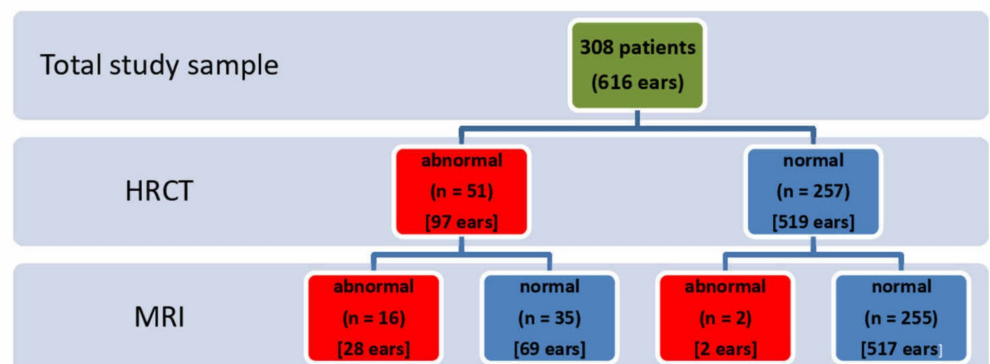 Total study sample
308 patients
(616 ears)
HRCT
abnormal
(n = 51)
[97 ears]
normal
(n = 257)
[519 ears]
MRI
abnormal
(n = 16)
[28 ears]
normal
(n = 35)
[69 ears]
abnormal
(n = 2)
[2 ears]
normal
(n = 255)
[517 ears]